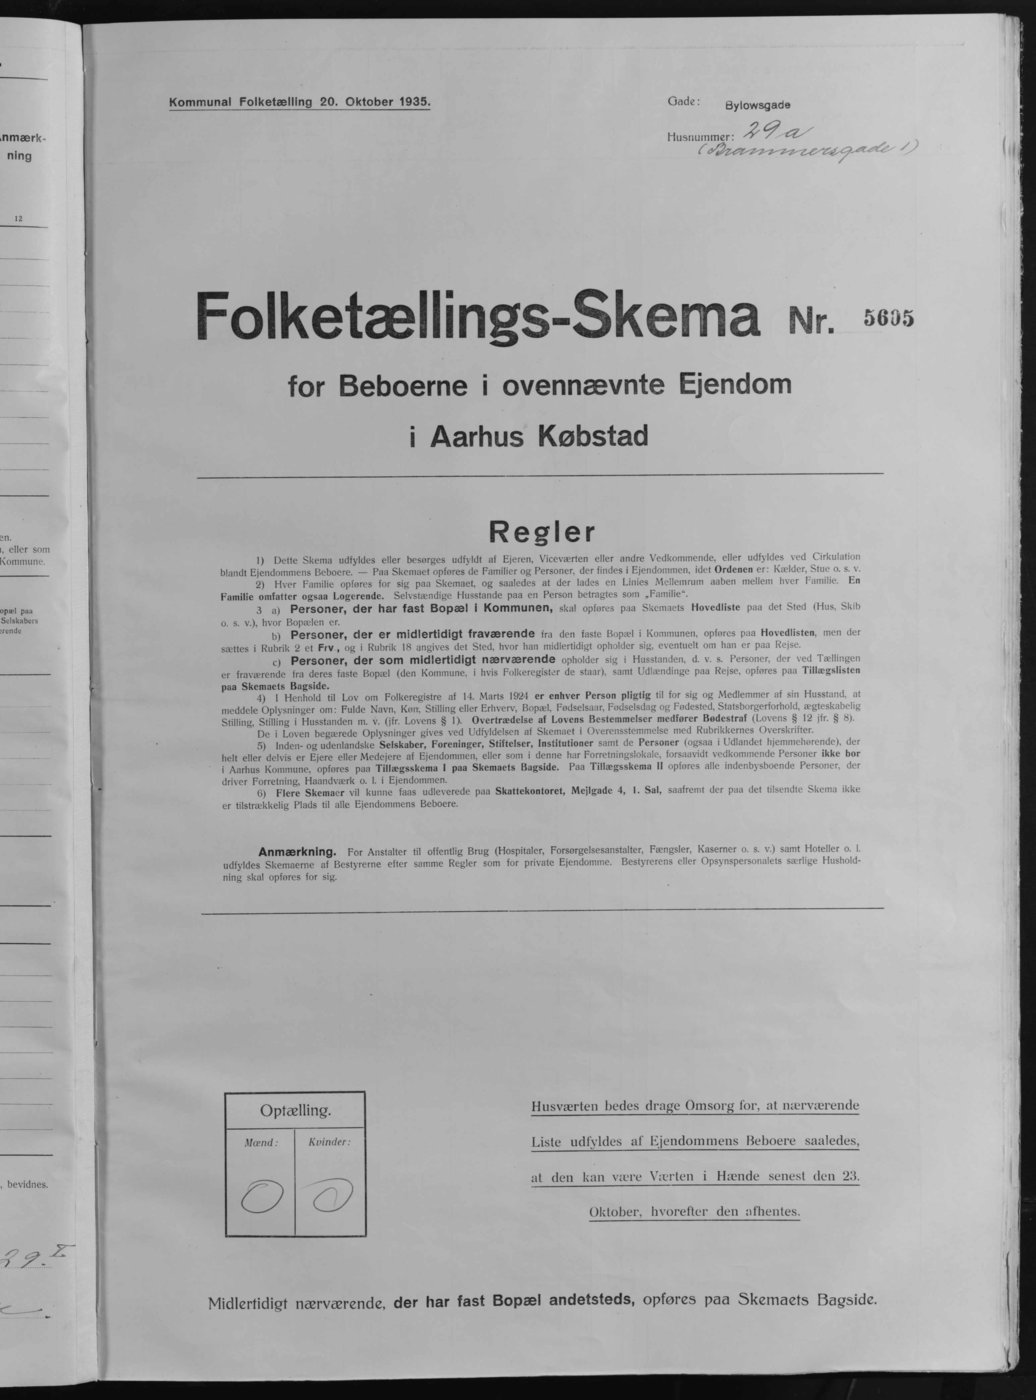 nmærk-
ning
12
en.
, eller som
Kommune.
opæl paa
Selskabers
erende
, bevidnes.
29. I
Kommunal Folketælling 20. Oktober 1935.
Gade: Bylowsgade
Husnummer: 29 a
(Brammersgade 1)
Folketællings-Skema Nr. 5605
for Beboerne i ovennævnte Ejendom
i Aarhus Købstad
Regler
1) Dette Skema udfyldes eller besørges udfyldt af Ejeren, Viceværten eller andre Vedkommende, eller udfyldes ved Cirkulation
blandt Ejendommens Beboere. — Paa Skemaet opføres de Familier og Personer, der findes i Ejendommen, idet Ordenen er: Kælder, Stue o. s. v.
2) Hver Familie opføres for sig paa Skemaet, og saaledes at der lades en Linies Mellemrum aaben mellem hver Familie. En
Familie omfatter ogsaa Logerende. Selvstændige Husstande paa en Person betragtes som „Familie“.
3 a) Personer, der har fast Bopæl i Kommunen, skal opføres paa Skemaets Hovedliste paa det Sted (Hus, Skib
o. s. v.), hvor Bopælen er.
b) Personer, der er midlertidigt fraværende fra den faste Bopæl i Kommunen, opføres paa Hovedlisten, men der
sættes i Rubrik 2 et Frv., og i Rubrik 18 angives det Sted, hvor han midlertidigt opholder sig, eventuelt om han er paa Rejse.
c) Personer, der som midlertidigt nærværende opholder sig i Husstanden, d. v. s. Personer, der ved Tællingen
er fraværende fra deres faste Bopæl (den Kommune, i hvis Folkeregister de staar), samt Udlændinge paa Rejse, opføres paa Tillægslisten
paa Skemaets Bagside.
4) I Henhold til Lov om Folkeregistre af 14. Marts 1924 er enhver Person pligtig til for sig og Medlemmer af sin Husstand, at
meddele Oplysninger om: Fulde Navn, Køn, Stilling eller Erhverv, Bopæl, Fødselsaar, Fødselsdag og Fødested, Statsborgerforhold, ægteskabelig
Stilling, Stilling i Husstanden m. v. (jfr. Lovens § 1). Overtrædelse af Lovens Bestemmelser medfører Bødestraf (Lovens § 12 jfr. § 8).
De i Loven begærede Oplysninger gives ved Udfyldelsen af Skemaet i Overensstemmelse med Rubrikkernes Overskrifter.
5) Inden- og udenlandske Selskaber, Foreninger, Stiftelser, Institutioner samt de Personer (ogsaa i Udlandet hjemmehørende), der
helt eller delvis er Ejere eller Medejere af Ejendommen, eller som i denne har Forretningslokale, forsaavidt vedkommende Personer ikke bor
i Aarhus Kommune, opføres paa Tillægsskema I paa Skemaets Bagside. Paa Tillægsskema II opføres alle indenbysboende Personer, der
driver Forretning, Haandværk o. l. i Ejendommen.
6) Flere Skemaer vil kunne faas udleverede paa Skattekontoret, Mejlgade 4, 1. Sal, saafremt der paa det tilsendte Skema ikke
er tilstrækkelig Plads til alle Ejendommens Beboere.
Anmærkning. For Anstalter til offentlig Brug (Hospitaler, Forsørgelsesanstalter, Fængsler, Kaserner o. s. v.) samt Hoteller o. l.
udfyldes Skemaerne af Bestyrerne efter samme Regler som for private Ejendomme. Bestyrerens eller Opsynspersonalets særlige Hushold-
ning skal opføres for sig.
Optælling.
Mænd: Kvinder:
0 0
Husværten bedes drage Omsorg for, at nærværende
Liste udfyldes af Ejendommens Beboere saaledes,
at den kan være Værten i Hænde senest den 23.
Oktober, hvorefter den afhentes.
Midlertidigt nærværende, der har fast Bopæl andetsteds, opføres paa Skemaets Bagside.